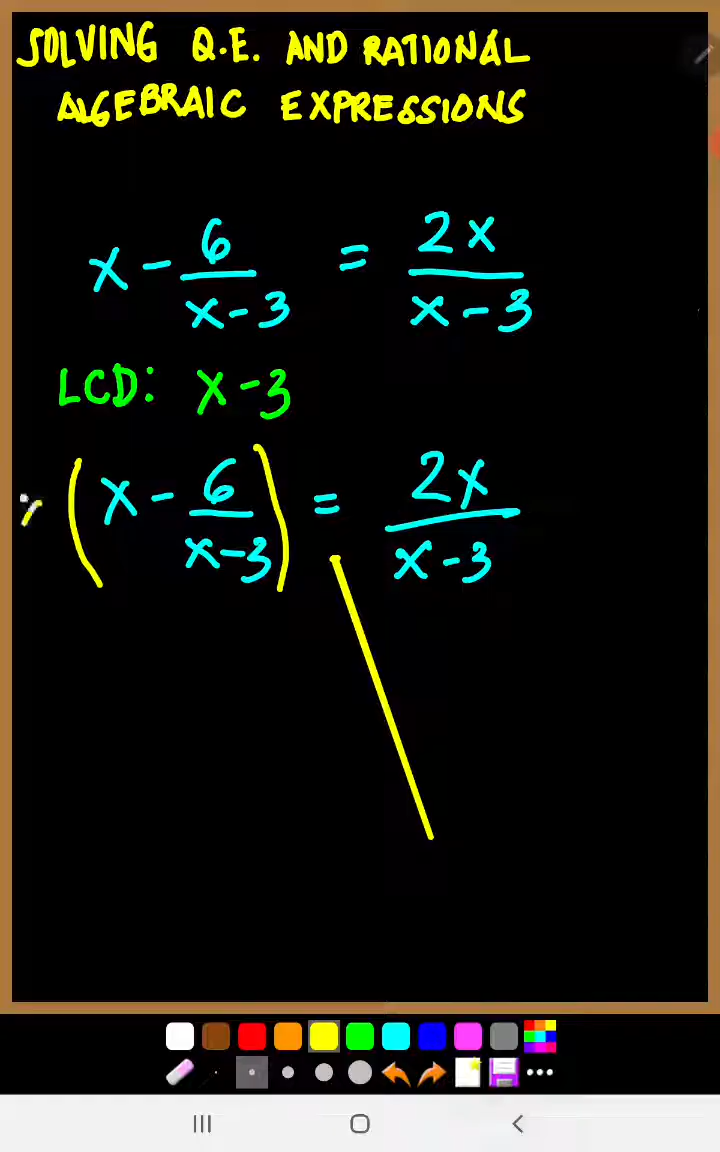 SOLVING Q.E. AND RATIONAL
ALGEBRAIC EXPRESSIONS
x - 6/(x-3) = 2x/(x-3)
LCD: x-3
(x - 6/(x-3)) = 2x/(x-3)